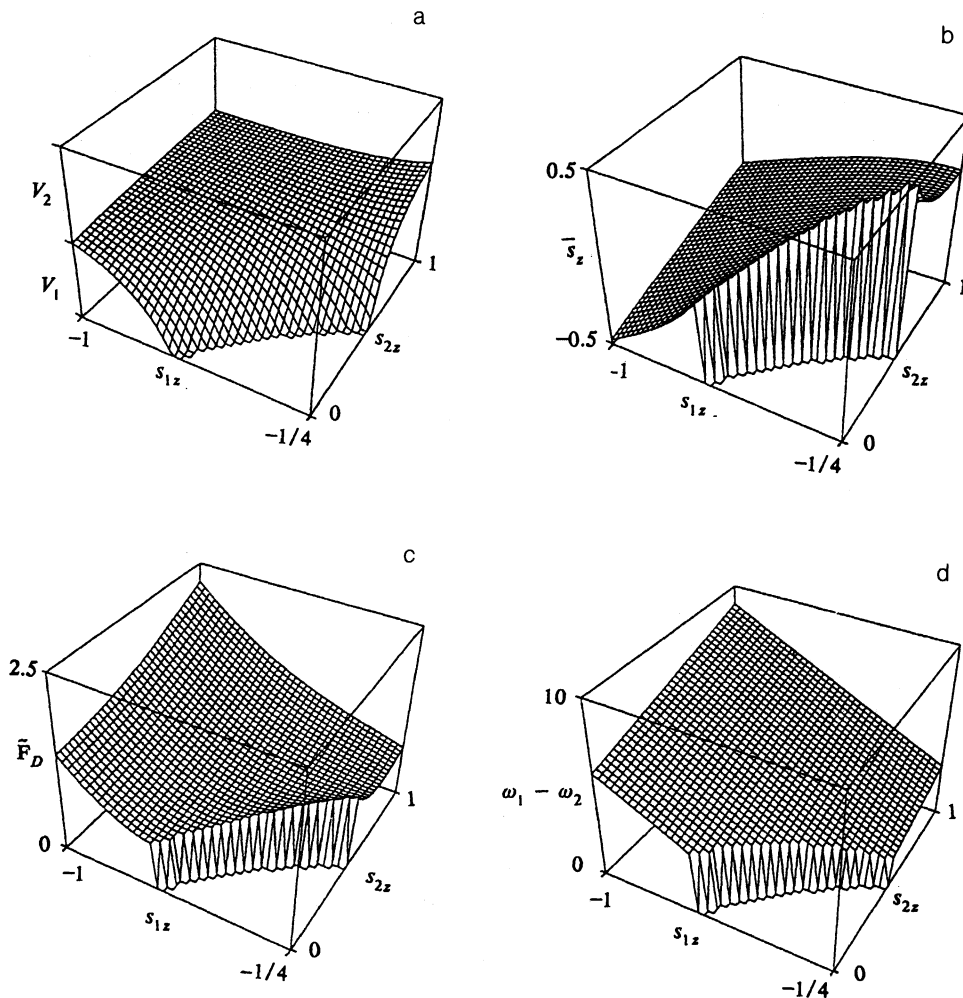 a
V₂
V₁
−1
s₁z
−1/4
0
s₂z
1
b
0.5
s̄z
−0.5
−1
s₁z
−1/4
0
s₂z
1
c
2.5
F̃D
0
−1
s₁z
−1/4
0
s₂z
1
d
10
ω₁ − ω₂
0
−1
s₁z
−1/4
0
s₂z
1